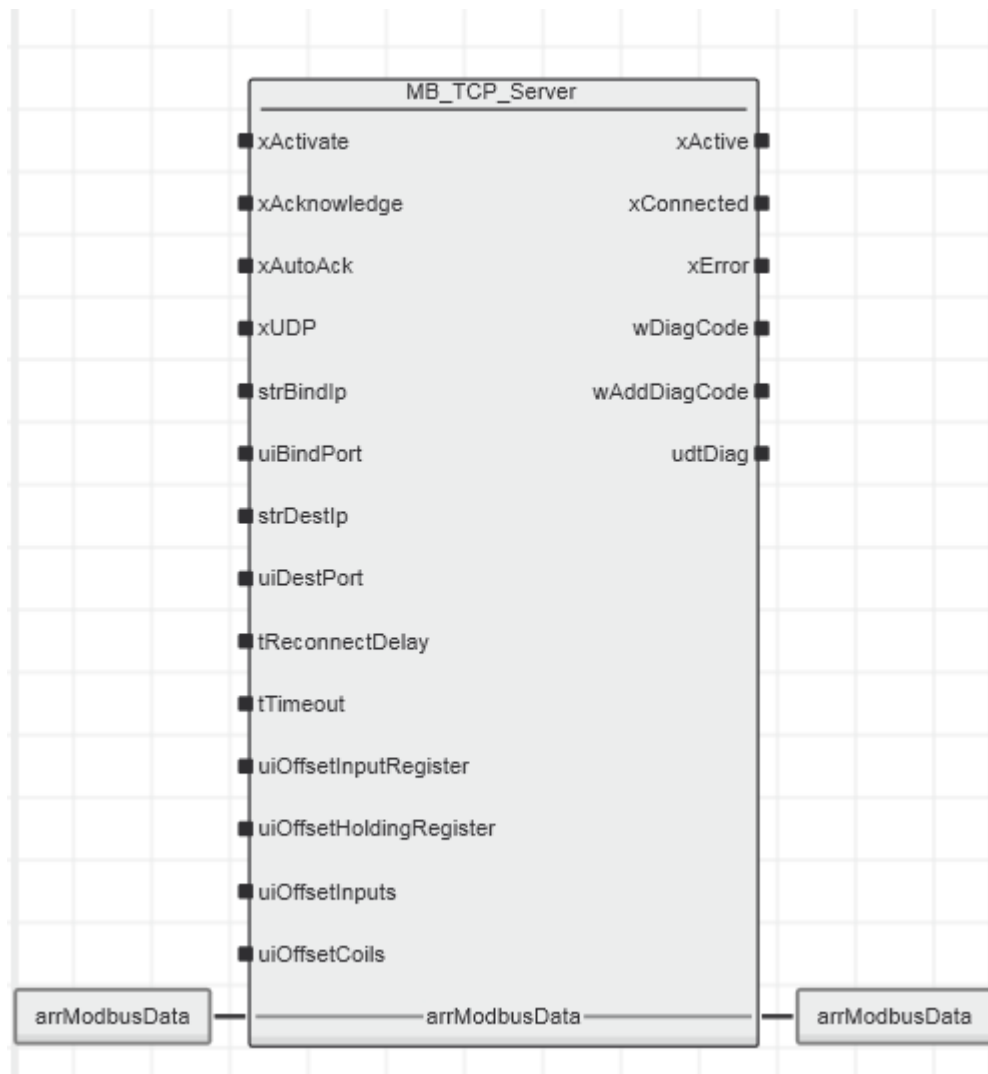 MB_TCP_Server
xActivate xActive
xAcknowledge xConnected
xAutoAck xError
xUDP wDiagCode
strBindIp wAddDiagCode
uiBindPort udtDiag
strDestIp
uiDestPort
tReconnectDelay
tTimeout
uiOffsetInputRegister
uiOffsetHoldingRegister
uiOffsetInputs
uiOffsetCoils
arrModbusData arrModbusData arrModbusData